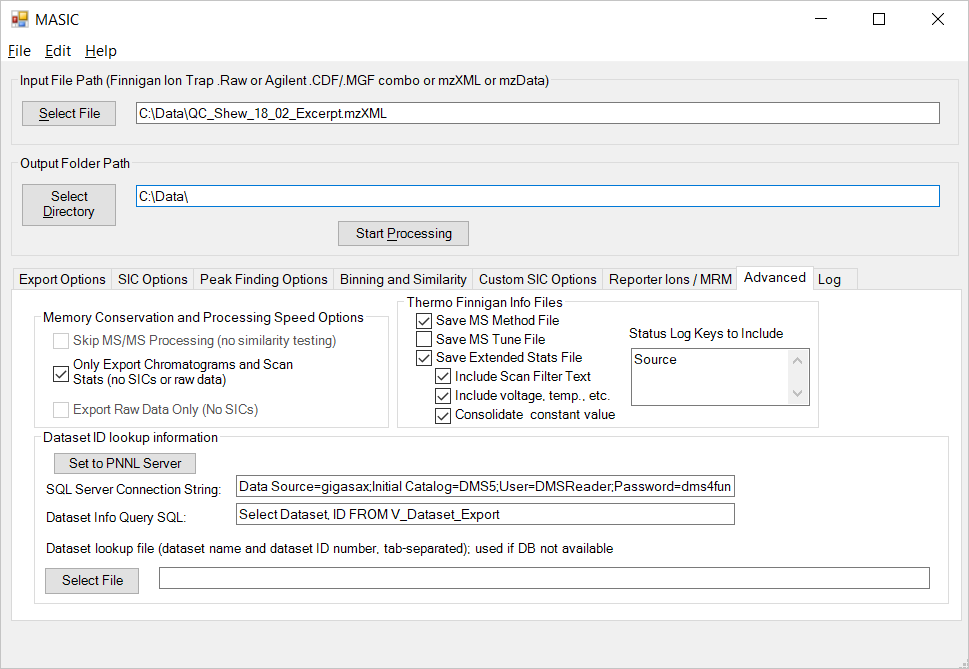 MASIC
File Edit Help
Input File Path (Finnigan Ion Trap .Raw or Agilent .CDF/.MGF combo or mzXML or mzData)
Select File
C:\Data\QC_Shew_18_02_Excerpt.mzXML
Output Folder Path
Select
Directory
C:\Data\
Start Processing
Export Options SIC Options Peak Finding Options Binning and Similarity Custom SIC Options Reporter Ions / MRM Advanced Log
Memory Conservation and Processing Speed Options
Skip MS/MS Processing (no similarity testing)
Only Export Chromatograms and Scan
Stats (no SICs or raw data)
Export Raw Data Only (No SICs)
Thermo Finnigan Info Files
Save MS Method File
Save MS Tune File
Save Extended Stats File
Include Scan Filter Text
Include voltage, temp., etc.
Consolidate constant value
Status Log Keys to Include
Source
Dataset ID lookup information
Set to PNNL Server
SQL Server Connection String:
Data Source=gigasax;Initial Catalog=DMS5;User=DMSReader;Password=dms4fun
Dataset Info Query SQL:
Select Dataset, ID FROM V_Dataset_Export
Dataset lookup file (dataset name and dataset ID number, tab-separated); used if DB not available
Select File